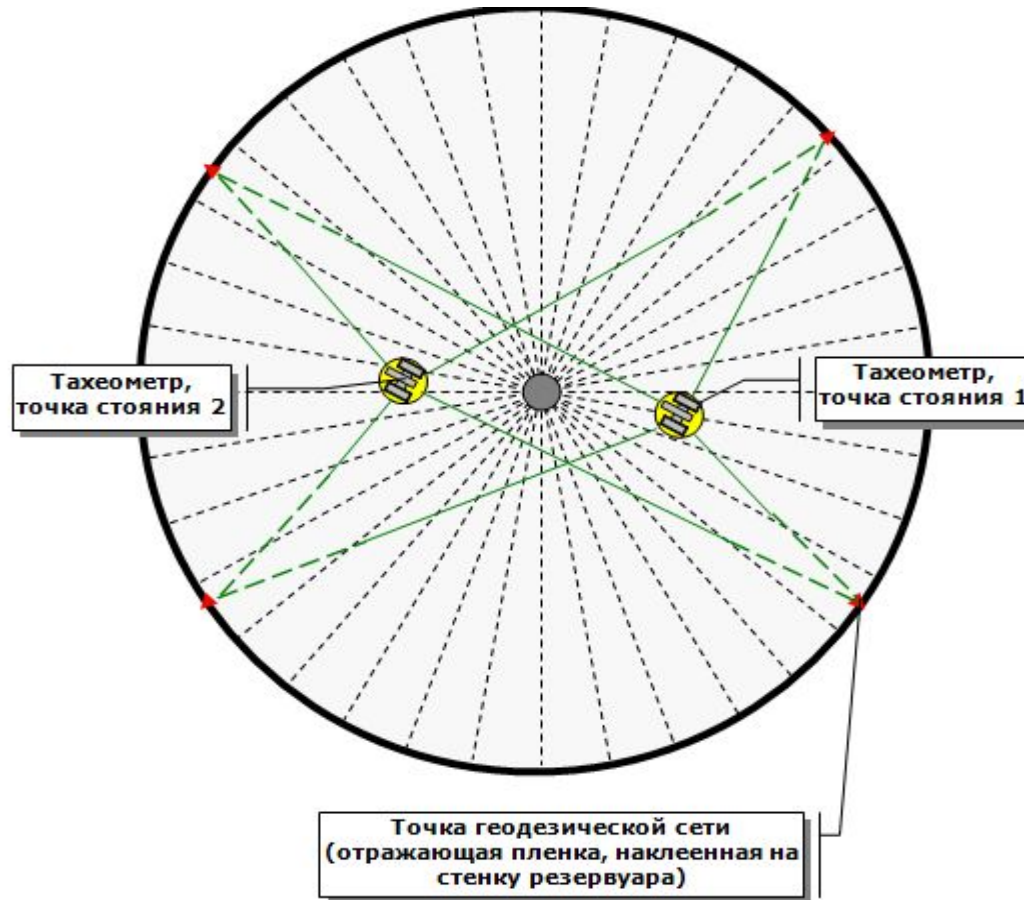 Тахеометр,
точка стояния 2
Тахеометр,
точка стояния 1
Точка геодезической сети
(отражающая пленка, наклеенная на
стенку резервуара)